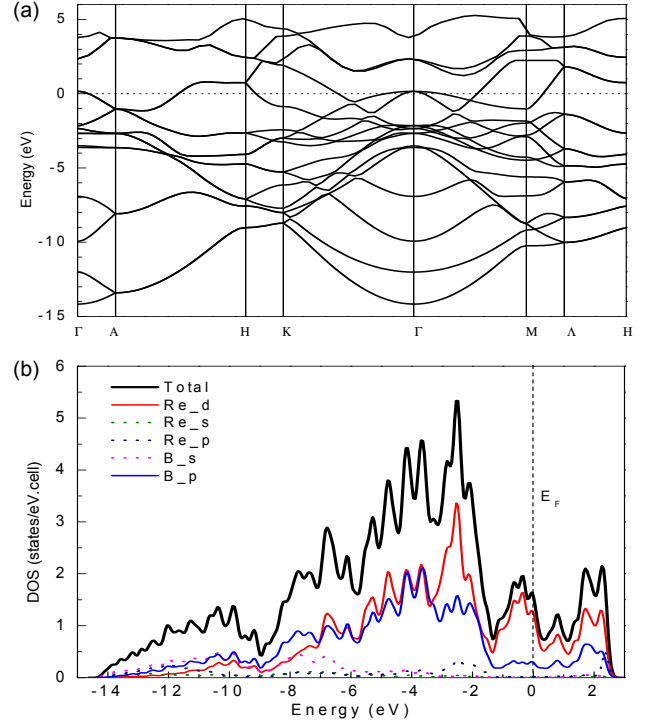 (a)
5
0
-5
-10
-15
Energy (eV)
Γ A H K Γ M Λ H
(b)
6
5
4
3
2
1
0
DOS (states/eV.cell)
Total
Re_d
Re_s
Re_p
B_s
B_p
E_F
-14 -12 -10 -8 -6 -4 -2 0 2
Energy (eV)